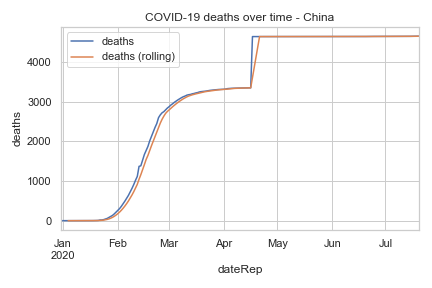 COVID-19 deaths over time - China
deaths
deaths (rolling)
deaths
4000
3000
2000
1000
0
Jan
2020
Feb
Mar
Apr
May
Jun
Jul
dateRep